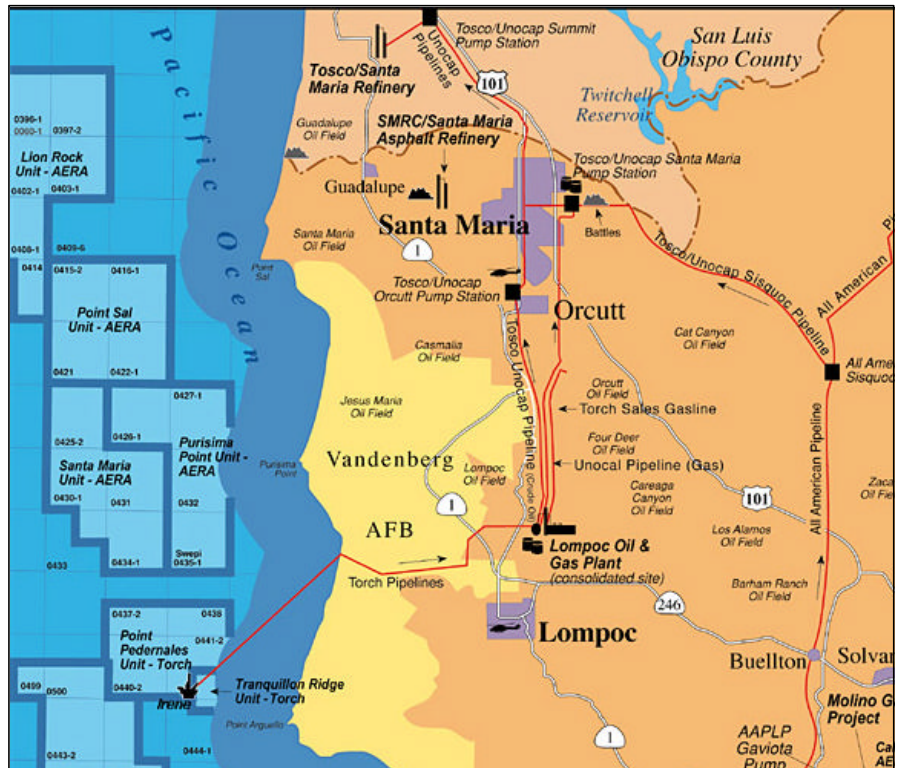 Pacific Ocean
Tosco/Unocap Summit
Pump Station
Unocap
Pipelines
101
Tosco/Santa
Maria Refinery
San Luis
Obispo County
Twitchell
Reservoir
Guadalupe
Oil Field
SMRC/Santa Maria
Asphalt Refinery
Tosco/Unocap Santa Maria
Pump Station
0396-1
0397-2
Lion Rock
Unit - AERA
0402-1
0403-1
0408-1
0409-6
0414
Guadalupe
Santa Maria
Battles
Santa Maria
Oil Field
1
Point
Sal
Tosco/Unocap
Orcutt Pump Station
Tosco/Unocap Sisquoc Pipeline
All American
0415-2
0416-1
Point Sal
Unit - AERA
0421
0422-1
Orcutt
Casmalia
Oil Field
Cat Canyon
Oil Field
All Ame
Sisquoc
Tosco Unocap Pipeline (Crude Oil)
Jesus Maria
Oil Field
Orcutt
Oil Field
Torch Sales Gasline
0427-1
0425-2
0426-1
Purisima
Point Unit -
AERA
Santa Maria
Unit - AERA
0430-1
0431
0432
Swepi
0435-1
0434-1
0433
Purisima
Point
Vandenberg
AFB
Lompoc
Oil Field
Four Deer
Oil Field
Unocal Pipeline (Gas)
Careaga
Canyon
Oil Field
All American Pipeline
Zaca
Oil Fie
1
101
Los Alamos
Oil Field
Lompoc Oil &
Gas Plant
(consolidated site)
Torch Pipelines
Barham Ranch
Oil Field
246
Lompoc
0437-2
0438
Point
Pedernales
Unit - Torch
0441-2
0440-2
0499
0500
Irene
Tranquillon Ridge
Unit - Torch
Point Arguello
0443-2
0444-1
Buellton
Solvan
Molino G
Project
1
AAPLP
Gaviota
Pump
Cal
AE